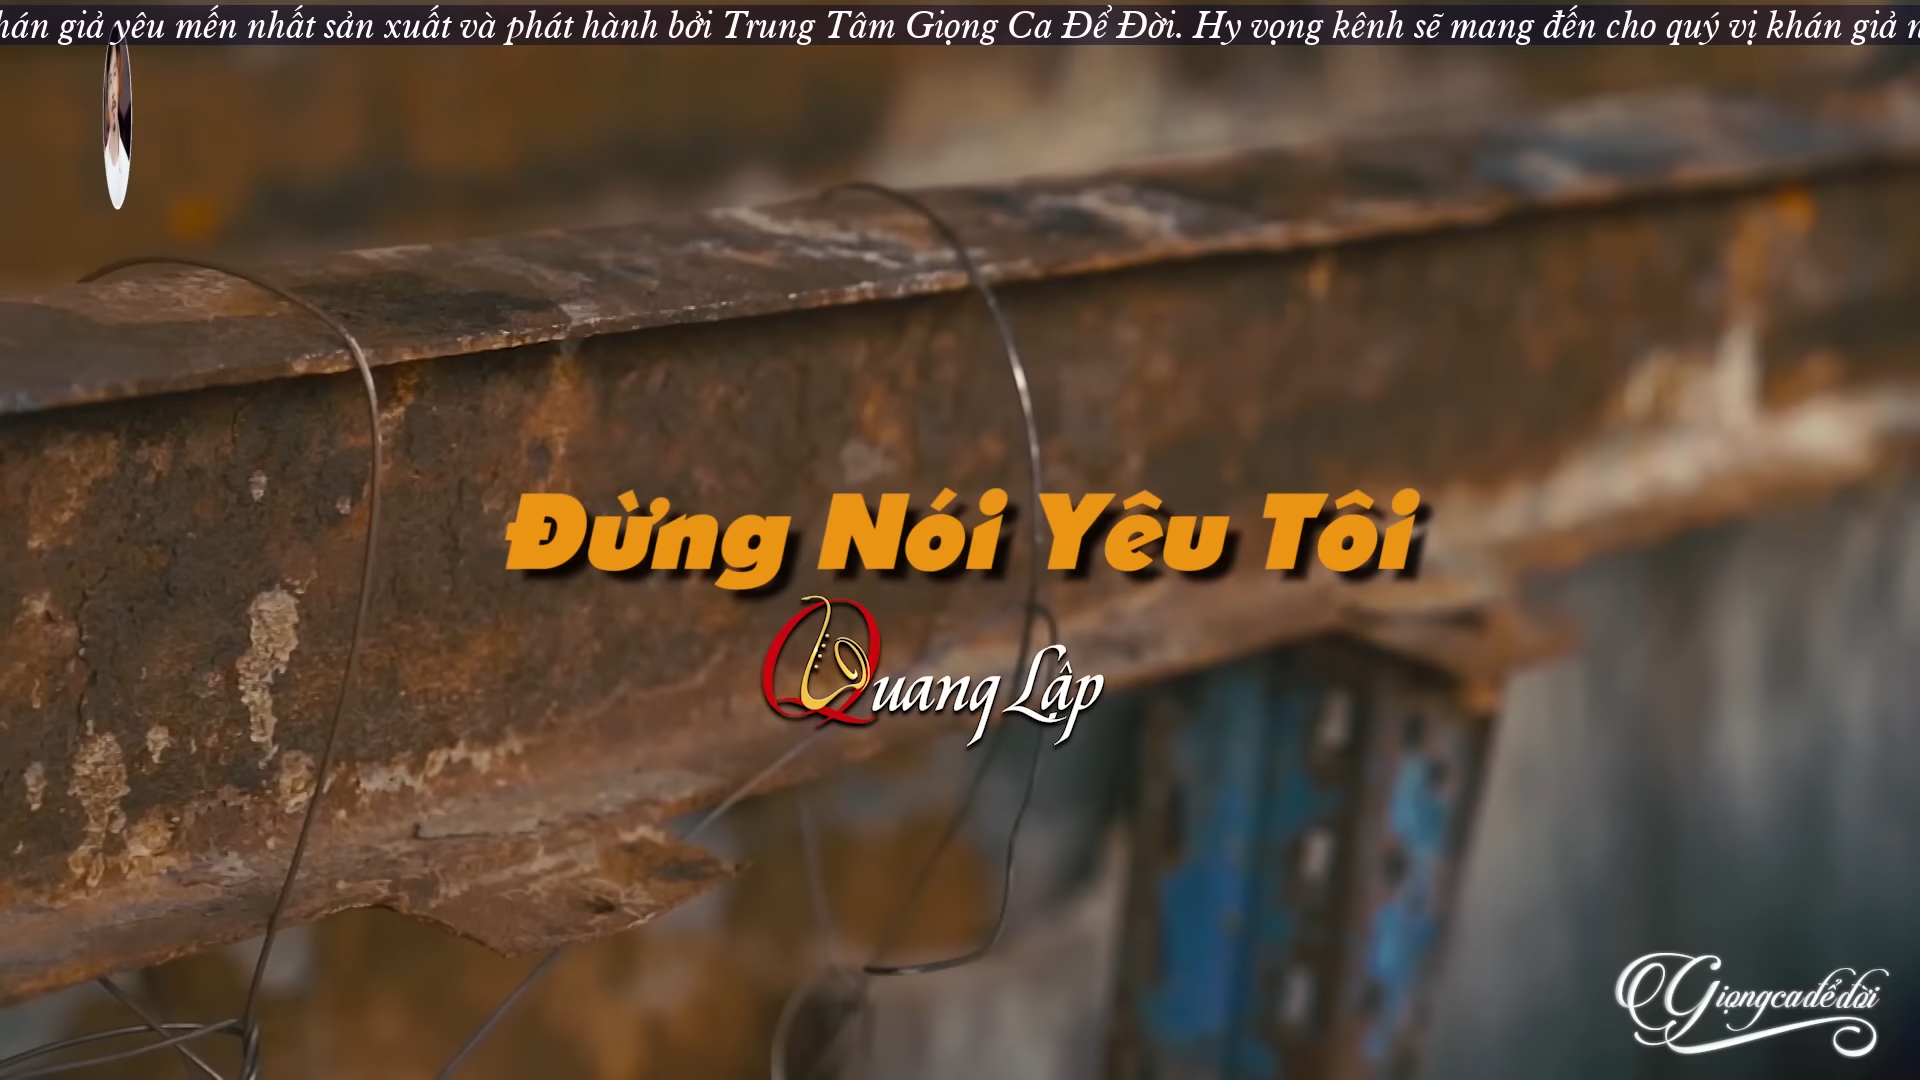 hán giả yêu mến nhất sản xuất và phát hành bởi Trung Tâm Giọng Ca Để Đời. Hy vọng kênh sẽ mang đến cho quý vị khán giả
Đừng Nói Yêu Tôi
Quang Lập
Giọngcađểđời